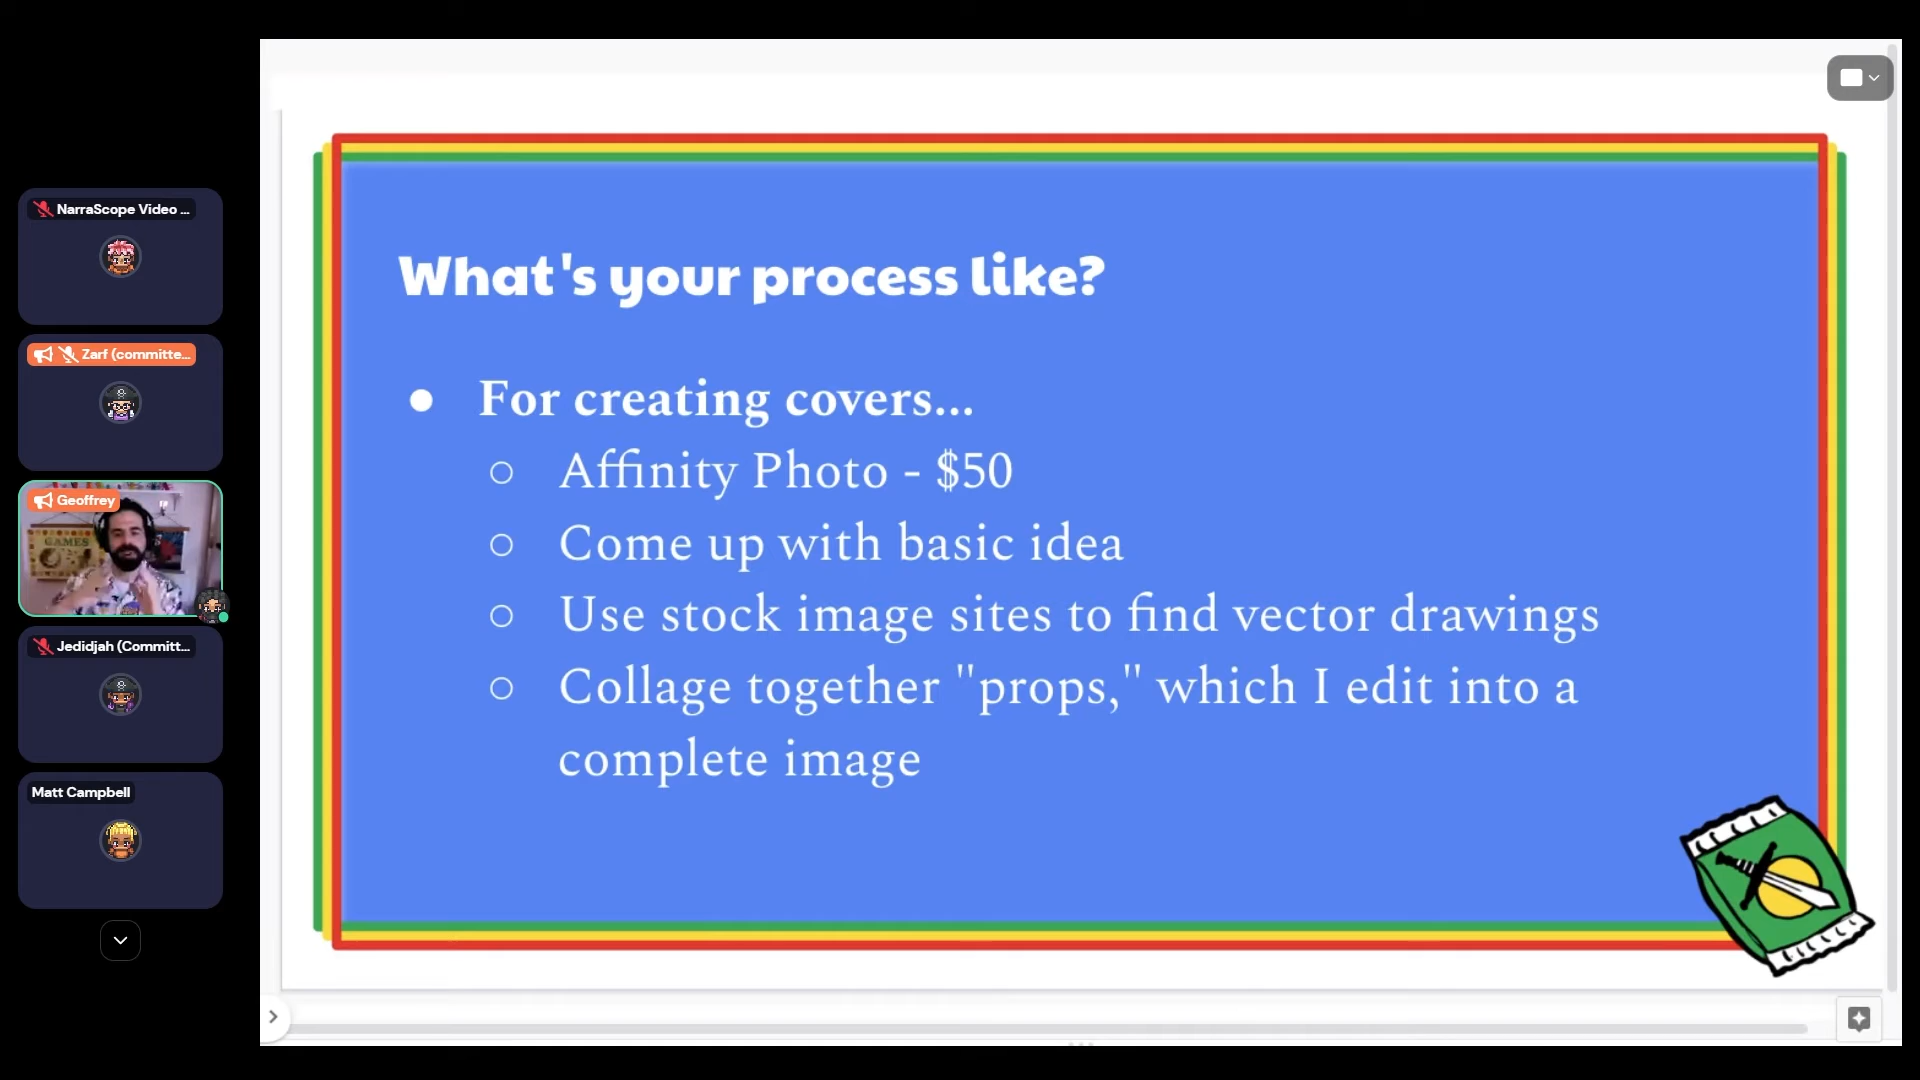 NarraScope Video ...
Zarf (committe...
Geoffrey
GAMES
Jedidjah (Committ...
Matt Campbell
What's your process like?
● For creating covers...
○ Affinity Photo - $50
○ Come up with basic idea
○ Use stock image sites to find vector drawings
○ Collage together "props," which I edit into a
complete image